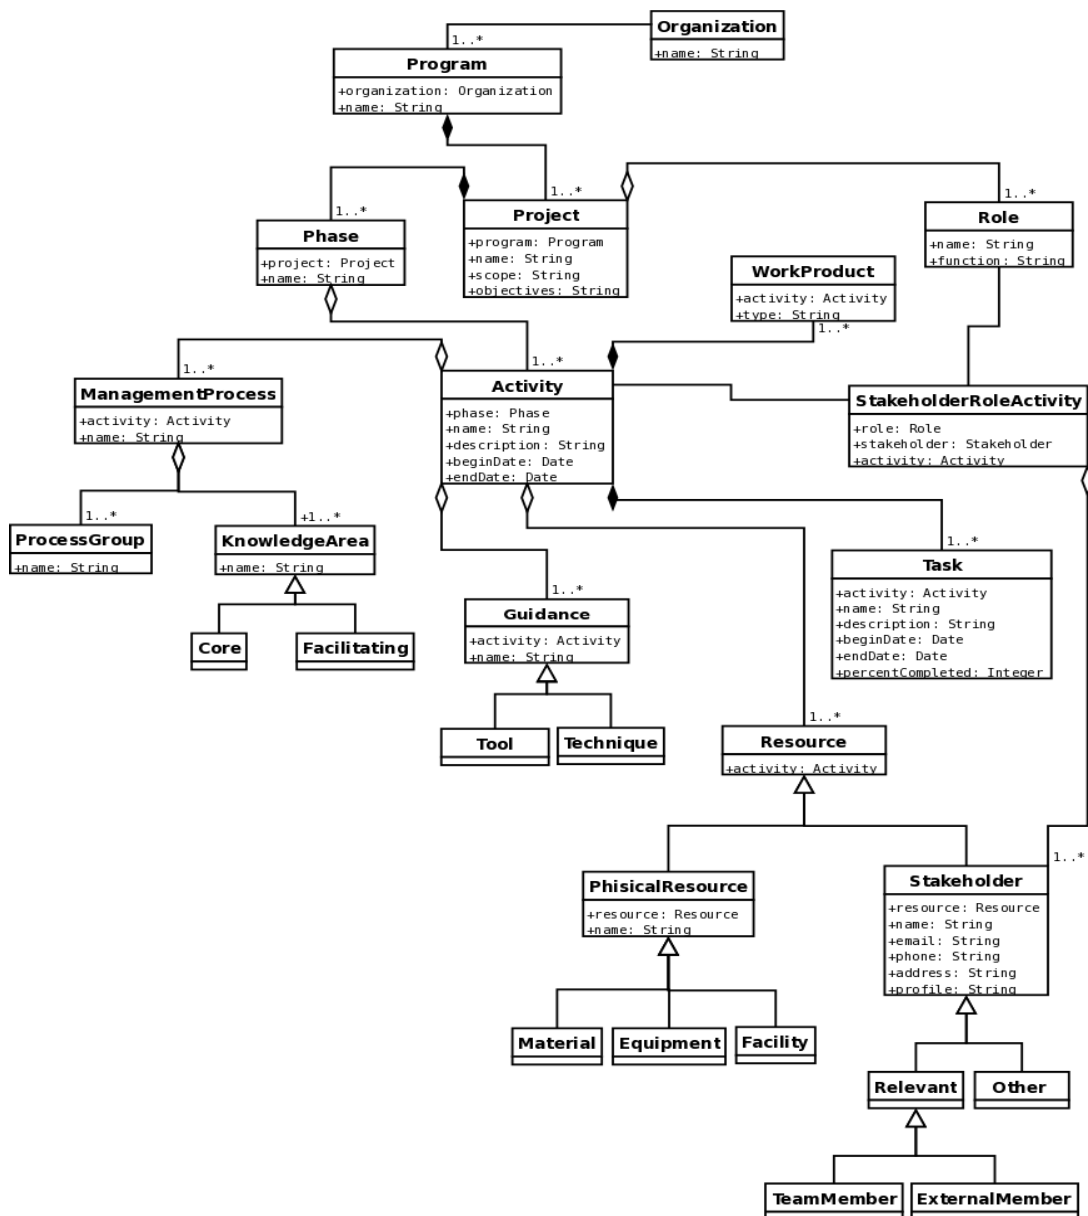 Organization
+name: String
1..*
Program
+organization: Organization
+name: String
1..*
1..*
1..*
Project
+program: Program
+name: String
+scope: String
+objectives: String
Phase
+project: Project
+name: String
Role
+name: String
+function: String
WorkProduct
+activity: Activity
+type: String
1..*
1..*
1..*
ManagementProcess
+activity: Activity
+name: String
Activity
+phase: Phase
+name: String
+description: String
+beginDate: Date
+endDate: Date
StakeholderRoleActivity
+role: Role
+stakeholder: Stakeholder
+activity: Activity
1..*
+1..*
ProcessGroup
+name: String
KnowledgeArea
+name: String
1..*
Task
+activity: Activity
+name: String
+description: String
+beginDate: Date
+endDate: Date
+percentCompleted: Integer
1..*
Guidance
+activity: Activity
+name: String
Core
Facilitating
Tool
Technique
1..*
Resource
+activity: Activity
1..*
PhisicalResource
+resource: Resource
+name: String
Stakeholder
+resource: Resource
+name: String
+email: String
+phone: String
+address: String
+profile: String
Material
Equipment
Facility
Relevant
Other
TeamMember
ExternalMember